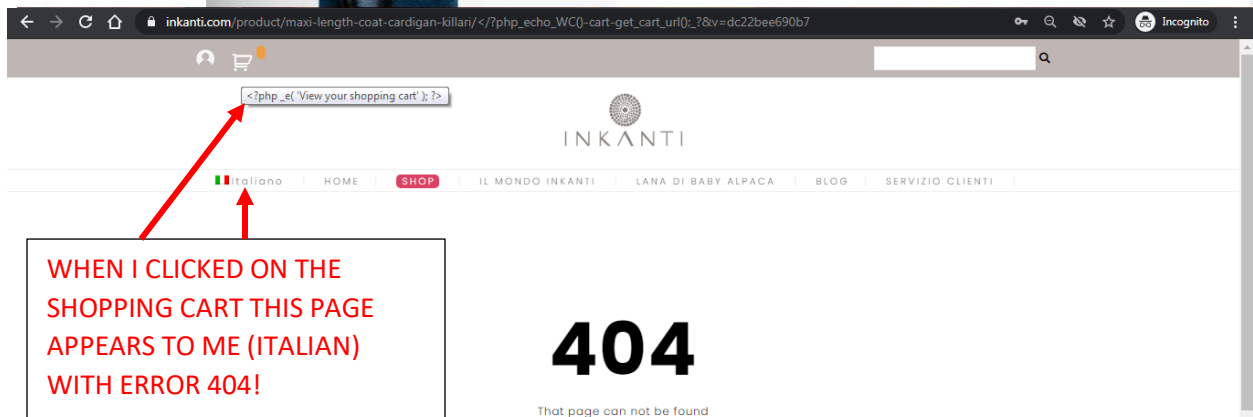 inkanti.com/product/maxi-length-coat-cardigan-killari/</?php_echo_WC()-cart-get_cart_url();_?&v=dc22bee690b7
Incognito
<?php _e( 'View your shopping cart' ); ?>
INKANTI
Italiano HOME SHOP IL MONDO INKANTI LANA DI BABY ALPACA BLOG SERVIZIO CLIENTI
WHEN I CLICKED ON THE
SHOPPING CART THIS PAGE
APPEARS TO ME (ITALIAN)
WITH ERROR 404!
404
That page can not be found